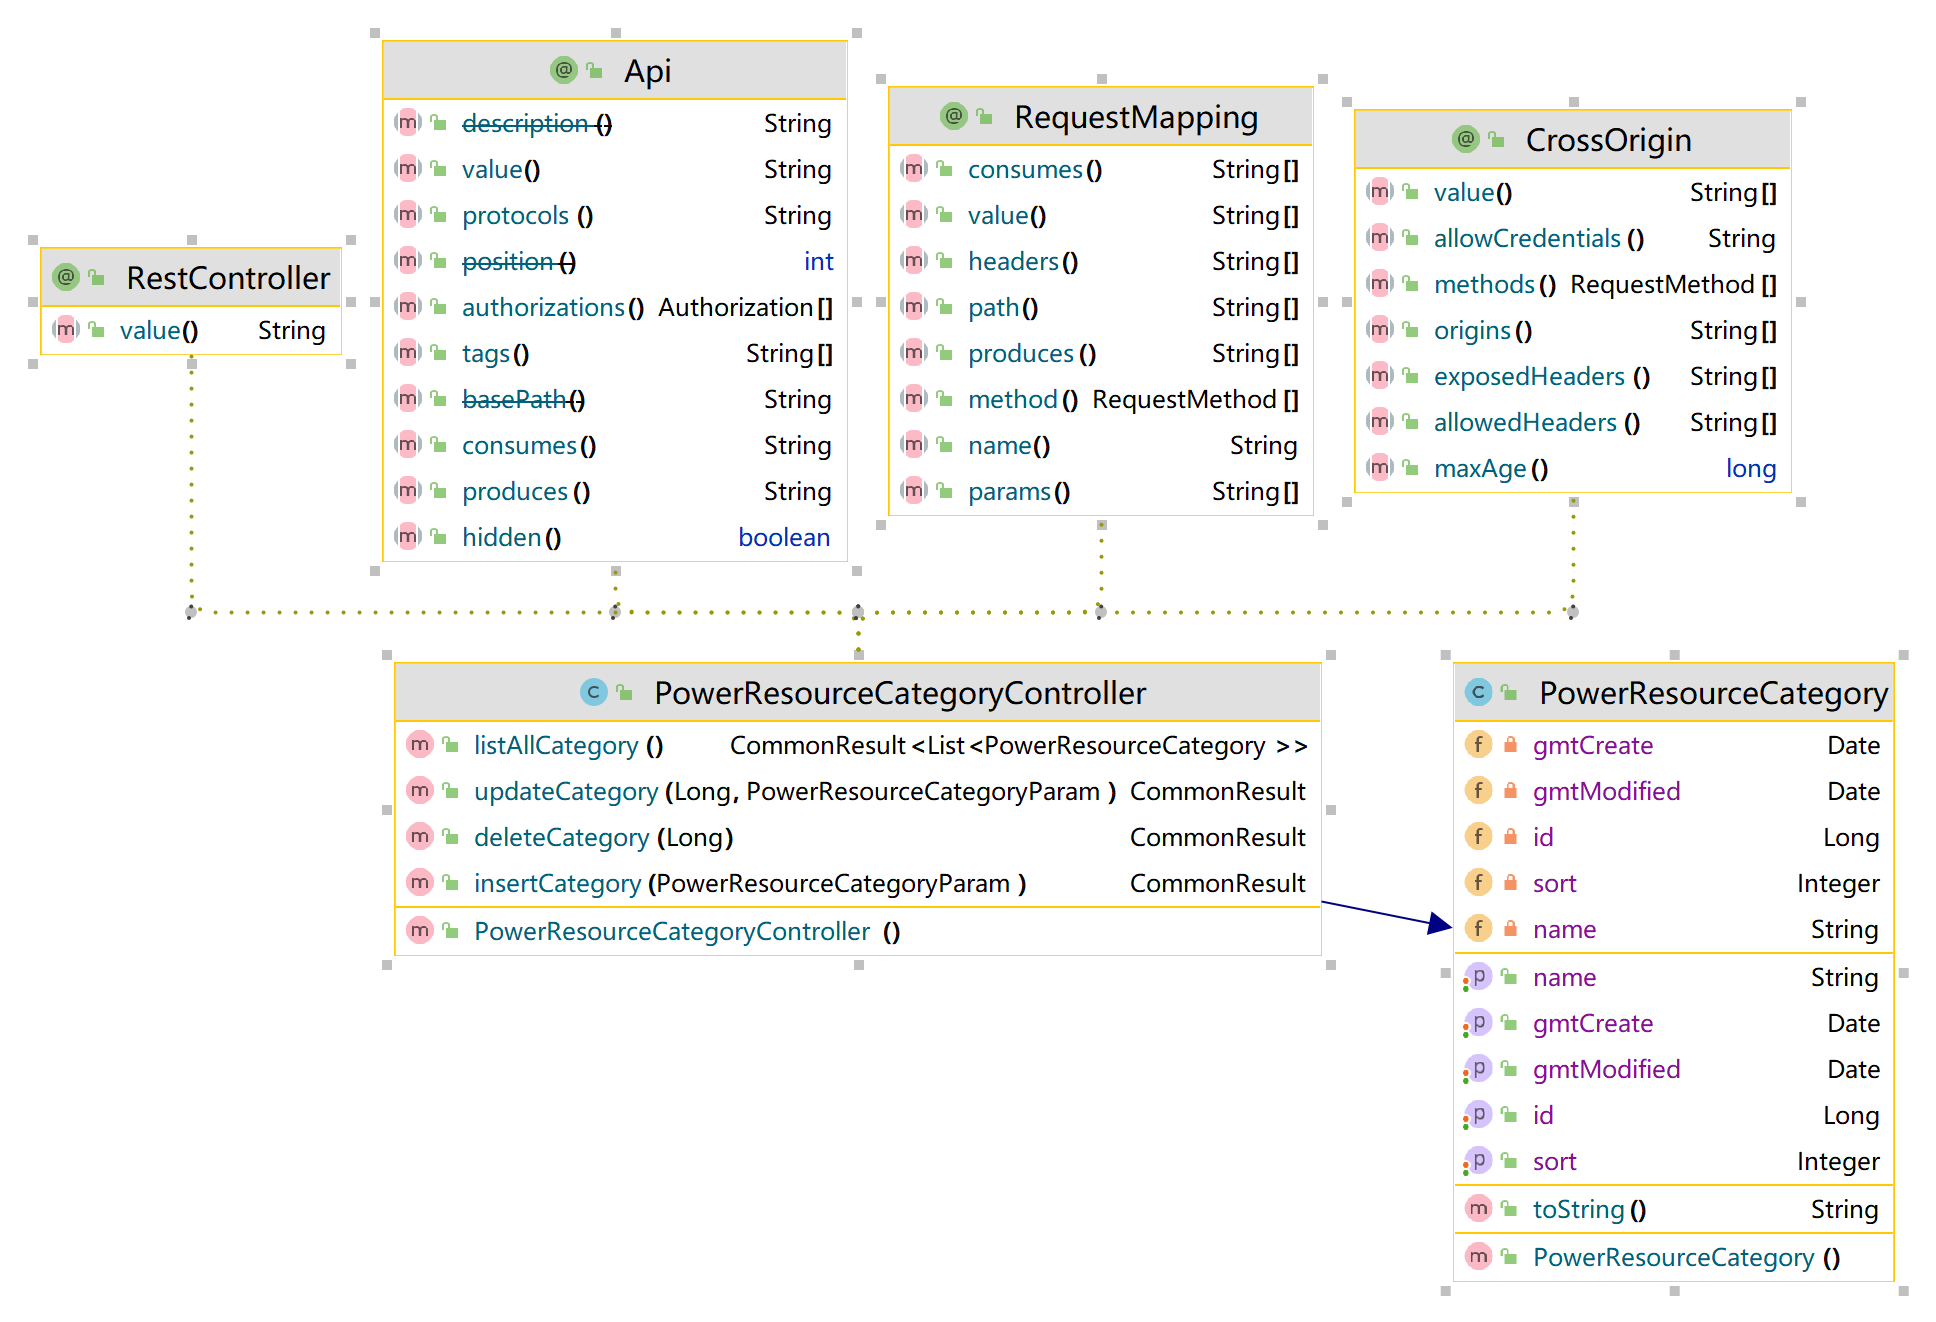 Api
description () String
value() String
protocols () String
position () int
authorizations() Authorization[]
tags() String[]
basePath() String
consumes() String
produces () String
hidden() boolean
RequestMapping
consumes() String[]
value() String[]
headers() String[]
path() String[]
produces () String[]
method() RequestMethod []
name() String
params() String[]
CrossOrigin
value() String[]
allowCredentials () String
methods() RequestMethod []
origins() String[]
exposedHeaders () String[]
allowedHeaders () String[]
maxAge() long
RestController
value() String
PowerResourceCategoryController
listAllCategory () CommonResult<List<PowerResourceCategory >>
updateCategory (Long, PowerResourceCategoryParam ) CommonResult
deleteCategory (Long) CommonResult
insertCategory (PowerResourceCategoryParam ) CommonResult
PowerResourceCategoryController ()
PowerResourceCategory
gmtCreate Date
gmtModified Date
id Long
sort Integer
name String
name String
gmtCreate Date
gmtModified Date
id Long
sort Integer
toString() String
PowerResourceCategory ()